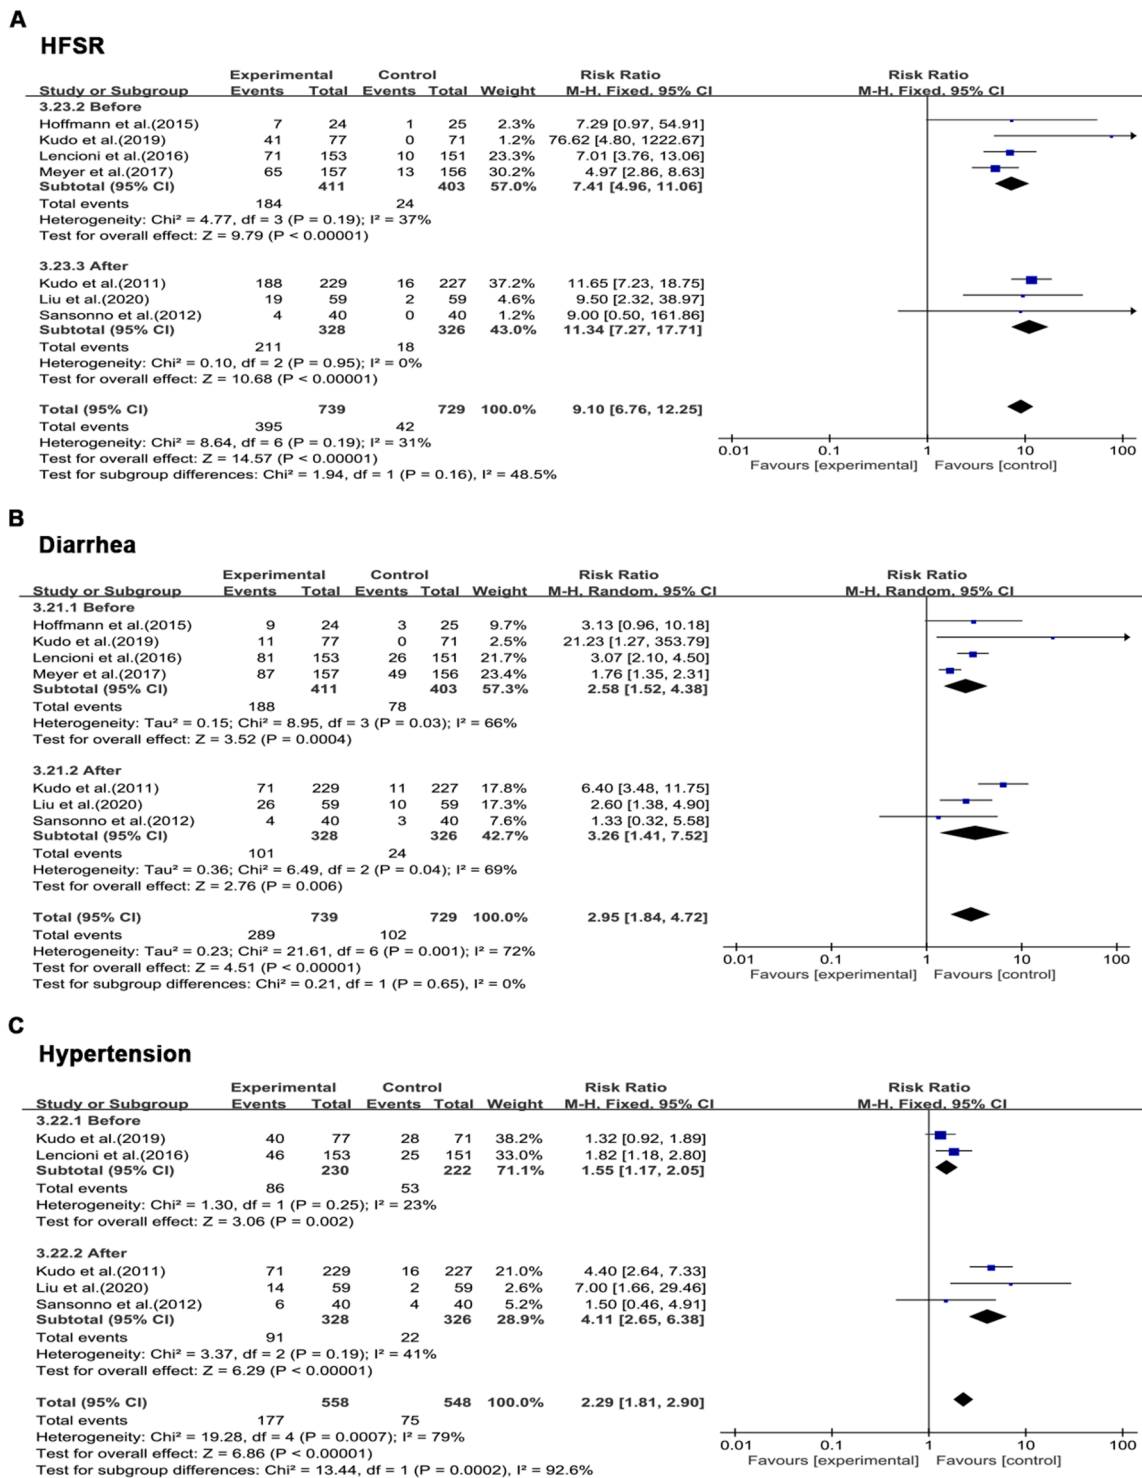 A
HFSR
Experimental Control Risk Ratio Risk Ratio
Study or Subgroup Events Total Events Total Weight M-H, Fixed, 95% CI M-H, Fixed, 95% CI
3.23.2 Before
Hoffmann et al.(2015) 7 24 1 25 2.3% 7.29 [0.97, 54.91]
Kudo et al.(2019) 41 77 0 71 1.2% 76.62 [4.80, 1222.67]
Lencioni et al.(2016) 71 153 10 151 23.3% 7.01 [3.76, 13.06]
Meyer et al.(2017) 65 157 13 156 30.2% 4.97 [2.86, 8.63]
Subtotal (95% CI) 411 403 57.0% 7.41 [4.96, 11.06]
Total events 184 24
Heterogeneity: Chi² = 4.77, df = 3 (P = 0.19); I² = 37%
Test for overall effect: Z = 9.79 (P < 0.00001)
3.23.3 After
Kudo et al.(2011) 188 229 16 227 37.2% 11.65 [7.23, 18.75]
Liu et al.(2020) 19 59 2 59 4.6% 9.50 [2.32, 38.97]
Sansonno et al.(2012) 4 40 0 40 1.2% 9.00 [0.50, 161.86]
Subtotal (95% CI) 328 326 43.0% 11.34 [7.27, 17.71]
Total events 211 18
Heterogeneity: Chi² = 0.10, df = 2 (P = 0.95); I² = 0%
Test for overall effect: Z = 10.68 (P < 0.00001)
Total (95% CI) 739 729 100.0% 9.10 [6.76, 12.25]
Total events 395 42
Heterogeneity: Chi² = 8.64, df = 6 (P = 0.19); I² = 31%
Test for overall effect: Z = 14.57 (P < 0.00001)
Test for subgroup differences: Chi² = 1.94, df = 1 (P = 0.16), I² = 48.5%
0.01 0.1 1 10 100
Favours [experimental] Favours [control]
B
Diarrhea
Experimental Control Risk Ratio Risk Ratio
Study or Subgroup Events Total Events Total Weight M-H, Random, 95% CI M-H, Random, 95% CI
3.21.1 Before
Hoffmann et al.(2015) 9 24 3 25 9.7% 3.13 [0.96, 10.18]
Kudo et al.(2019) 11 77 0 71 2.5% 21.23 [1.27, 353.79]
Lencioni et al.(2016) 81 153 26 151 21.7% 3.07 [2.10, 4.50]
Meyer et al.(2017) 87 157 49 156 23.4% 1.76 [1.35, 2.31]
Subtotal (95% CI) 411 403 57.3% 2.58 [1.52, 4.38]
Total events 188 78
Heterogeneity: Tau² = 0.15; Chi² = 8.95, df = 3 (P = 0.03); I² = 66%
Test for overall effect: Z = 3.52 (P = 0.0004)
3.21.2 After
Kudo et al.(2011) 71 229 11 227 17.8% 6.40 [3.48, 11.75]
Liu et al.(2020) 26 59 10 59 17.3% 2.60 [1.38, 4.90]
Sansonno et al.(2012) 4 40 3 40 7.6% 1.33 [0.32, 5.58]
Subtotal (95% CI) 328 326 42.7% 3.26 [1.41, 7.52]
Total events 101 24
Heterogeneity: Tau² = 0.36; Chi² = 6.49, df = 2 (P = 0.04); I² = 69%
Test for overall effect: Z = 2.76 (P = 0.006)
Total (95% CI) 739 729 100.0% 2.95 [1.84, 4.72]
Total events 289 102
Heterogeneity: Tau² = 0.23; Chi² = 21.61, df = 6 (P = 0.001); I² = 72%
Test for overall effect: Z = 4.51 (P < 0.00001)
Test for subgroup differences: Chi² = 0.21, df = 1 (P = 0.65), I² = 0%
0.01 0.1 1 10 100
Favours [experimental] Favours [control]
C
Hypertension
Experimental Control Risk Ratio Risk Ratio
Study or Subgroup Events Total Events Total Weight M-H, Fixed, 95% CI M-H, Fixed, 95% CI
3.22.1 Before
Kudo et al.(2019) 40 77 28 71 38.2% 1.32 [0.92, 1.89]
Lencioni et al.(2016) 46 153 25 151 33.0% 1.82 [1.18, 2.80]
Subtotal (95% CI) 230 222 71.1% 1.55 [1.17, 2.05]
Total events 86 53
Heterogeneity: Chi² = 1.30, df = 1 (P = 0.25); I² = 23%
Test for overall effect: Z = 3.06 (P = 0.002)
3.22.2 After
Kudo et al.(2011) 71 229 16 227 21.0% 4.40 [2.64, 7.33]
Liu et al.(2020) 14 59 2 59 2.6% 7.00 [1.66, 29.46]
Sansonno et al.(2012) 6 40 4 40 5.2% 1.50 [0.46, 4.91]
Subtotal (95% CI) 328 326 28.9% 4.11 [2.65, 6.38]
Total events 91 22
Heterogeneity: Chi² = 3.37, df = 2 (P = 0.19); I² = 41%
Test for overall effect: Z = 6.29 (P < 0.00001)
Total (95% CI) 558 548 100.0% 2.29 [1.81, 2.90]
Total events 177 75
Heterogeneity: Chi² = 19.28, df = 4 (P = 0.0007); I² = 79%
Test for overall effect: Z = 6.86 (P < 0.00001)
Test for subgroup differences: Chi² = 13.44, df = 1 (P = 0.0002), I² = 92.6%
0.01 0.1 1 10 100
Favours [experimental] Favours [control]